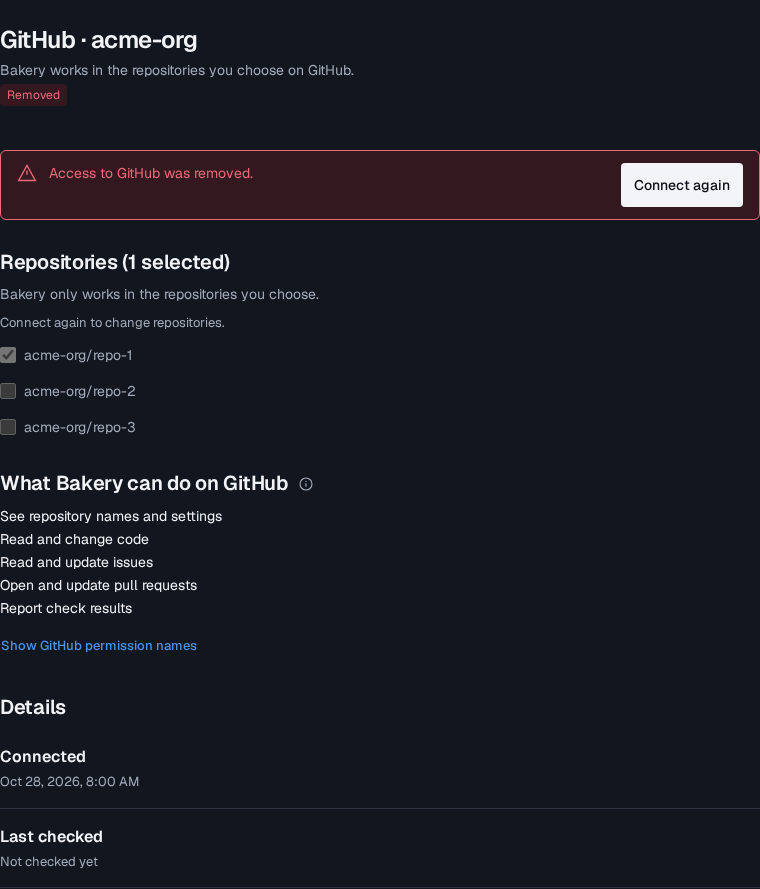 GitHub · acme-org
Bakery works in the repositories you choose on GitHub.
Removed
Access to GitHub was removed.
Connect again
Repositories (1 selected)
Bakery only works in the repositories you choose.
Connect again to change repositories.
acme-org/repo-1
acme-org/repo-2
acme-org/repo-3
What Bakery can do on GitHub
See repository names and settings
Read and change code
Read and update issues
Open and update pull requests
Report check results
Show GitHub permission names
Details
Connected
Oct 28, 2026, 8:00 AM
Last checked
Not checked yet